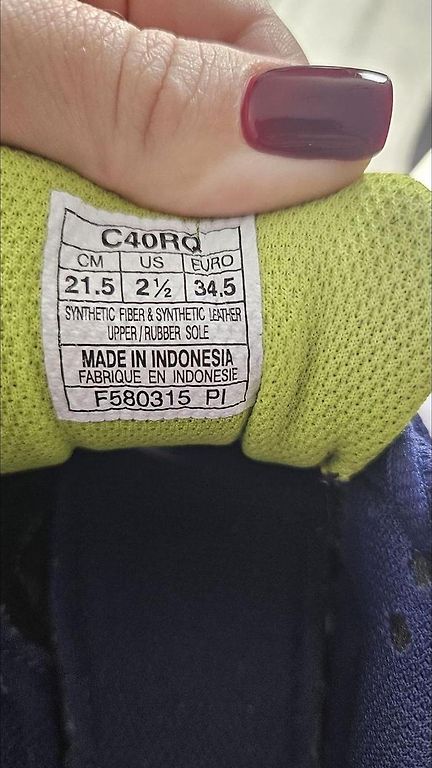 C40RQ
CM US EURO
21.5 2½ 34.5
SYNTHETIC FIBER & SYNTHETIC LEATHER
UPPER / RUBBER SOLE
MADE IN INDONESIA
FABRIQUE EN INDONESIE
F580315 PI